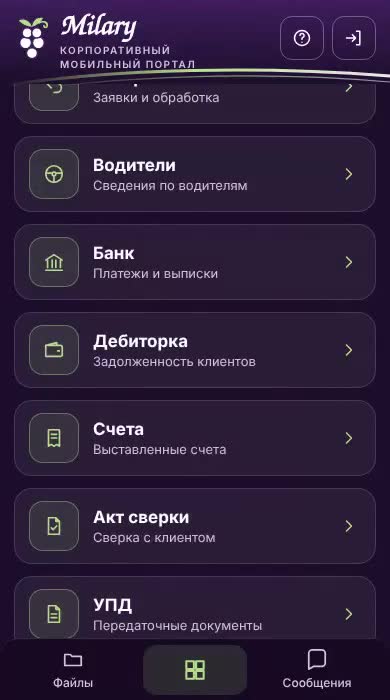 Milary
КОРПОРАТИВНЫЙ
МОБИЛЬНЫЙ ПОРТАЛ
Заявки и обработка
Водители
Сведения по водителям
Банк
Платежи и выписки
Дебиторка
Задолженность клиентов
Счета
Выставленные счета
Акт сверки
Сверка с клиентом
УПД
Передаточные документы
Файлы
Сообщения